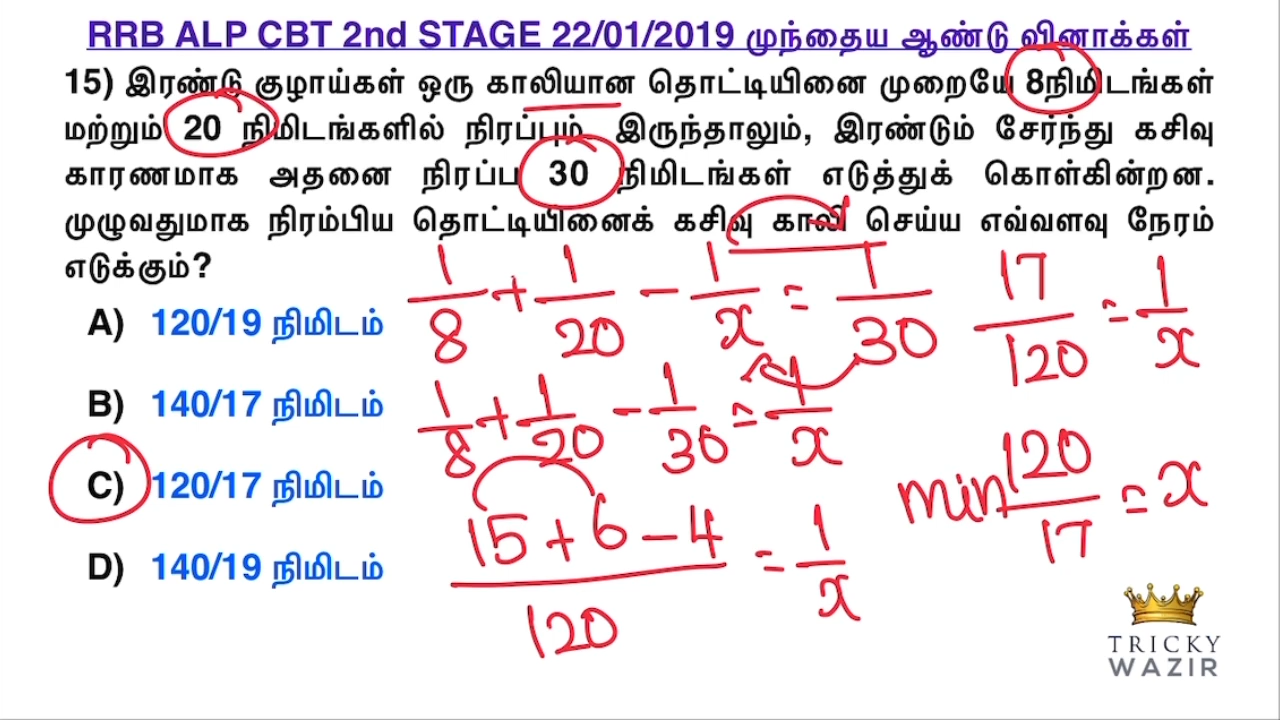 RRB ALP CBT 2nd STAGE 22/01/2019 முந்தைய ஆண்டு வினாக்கள்
15) இரண்டு குழாய்கள் ஒரு காலியான தொட்டியினை முறையே 8நிமிடங்கள்
மற்றும் 20 நிமிடங்களில் நிரப்பும். இருந்தாலும், இரண்டும் சேர்ந்து கசிவு
காரணமாக அதனை நிரப்ப 30 நிமிடங்கள் எடுத்துக் கொள்கின்றன.
முழுவதுமாக நிரம்பிய தொட்டியினைக் கசிவு காலி செய்ய எவ்வளவு நேரம்
எடுக்கும்?
A) 120/19 நிமிடம்
B) 140/17 நிமிடம்
C) 120/17 நிமிடம்
D) 140/19 நிமிடம்
1/8 + 1/20 - 1/x = 1/30
1/8 + 1/20 - 1/30 = 1/x
15 + 6 - 4 / 120 = 1/x
17/120 = 1/x
min 120/17 = x
TRICKY
WAZIR